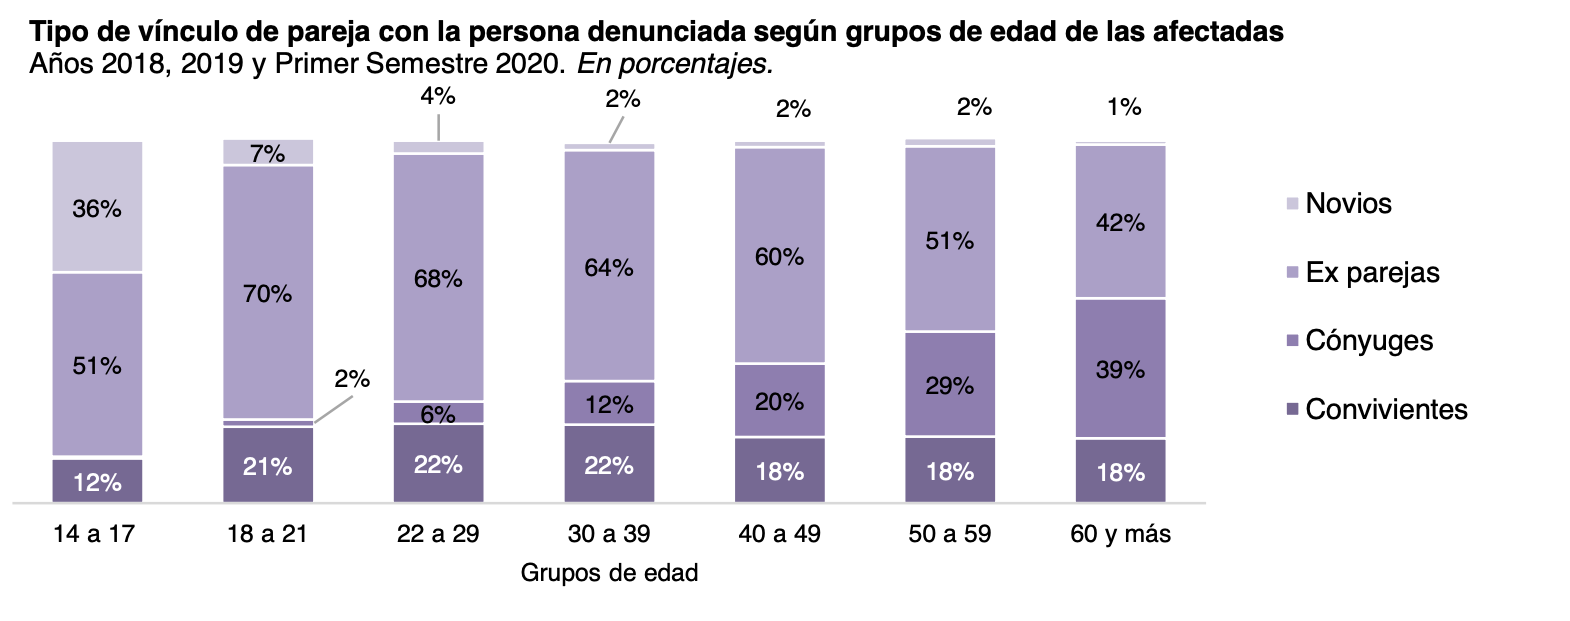 Tipo de vínculo de pareja con la persona denunciada según grupos de edad de las afectadas
Años 2018, 2019 y Primer Semestre 2020. En porcentajes.
4%
2%
2%
2%
1%
7%
36%
70%
68%
64%
60%
51%
42%
51%
2%
6%
12%
20%
29%
39%
12%
21%
22%
22%
18%
18%
18%
14 a 17
18 a 21
22 a 29
30 a 39
40 a 49
50 a 59
60 y más
Grupos de edad
Novios
Ex parejas
Cónyuges
Convivientes